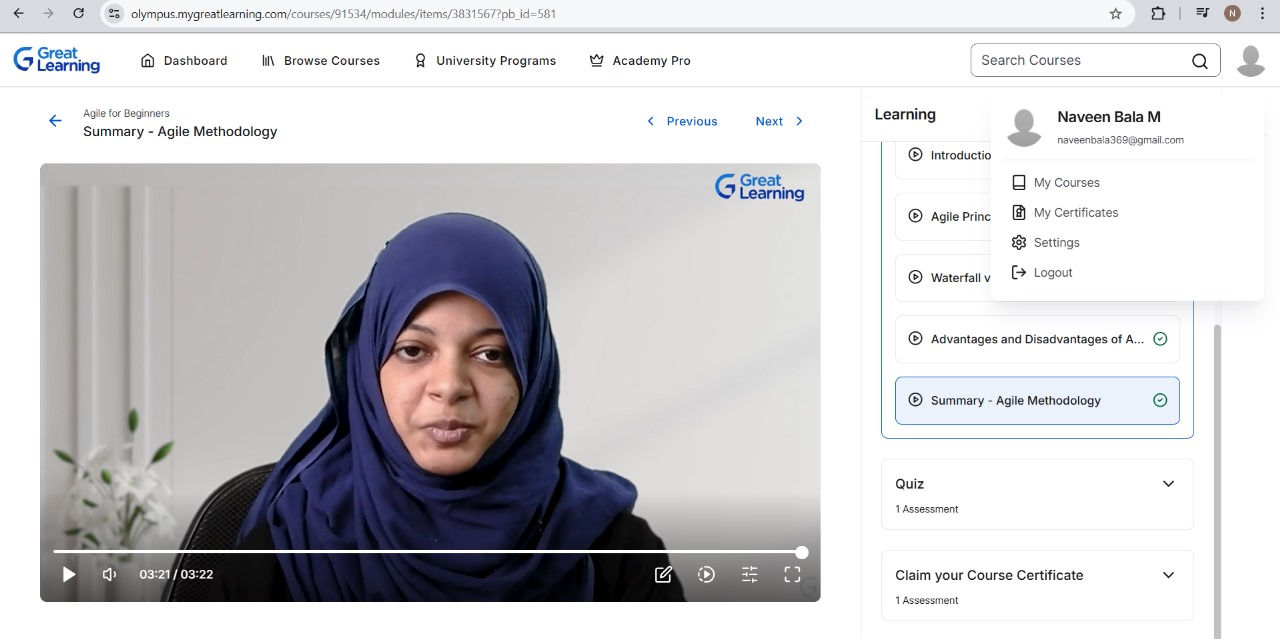 olympus.mygreatlearning.com/courses/91534/modules/items/3831567?pb_id=581
N
Great
Learning
Dashboard
Browse Courses
University Programs
Academy Pro
Search Courses
Agile for Beginners
Summary - Agile Methodology
Previous
Next
Great
Learning
03:21 / 03:22
Learning
Naveen Bala M
naveenbala369@gmail.com
My Courses
My Certificates
Settings
Logout
Introductio
Agile Princ
Waterfall v
Advantages and Disadvantages of A...
Summary - Agile Methodology
Quiz
1 Assessment
Claim your Course Certificate
1 Assessment